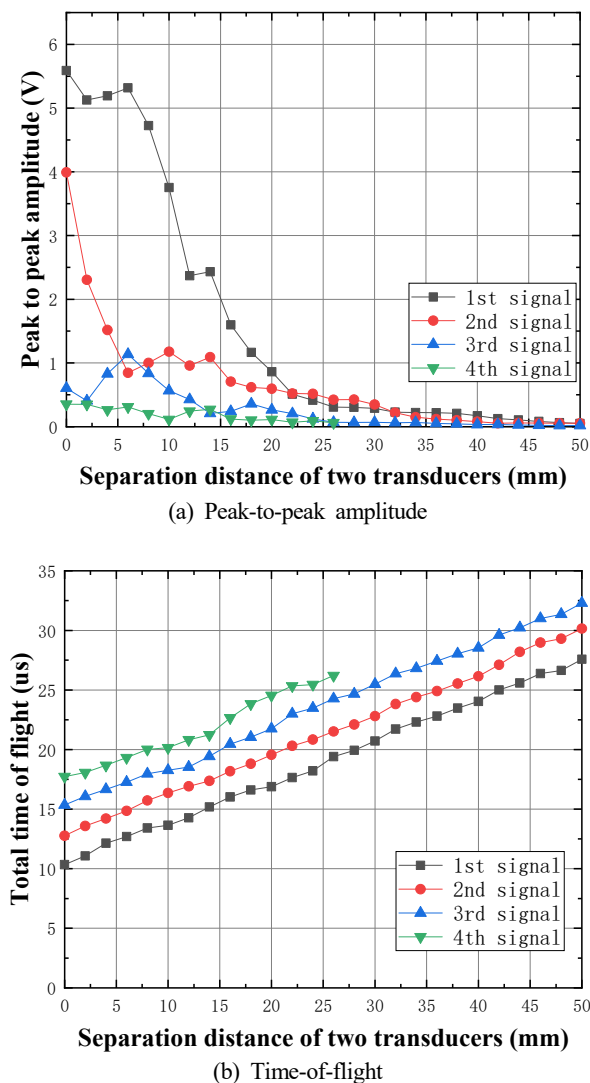 6
5
4
3
2
1
0
Peak to peak amplitude (V)
1st signal
2nd signal
3rd signal
4th signal
0 5 10 15 20 25 30 35 40 45 50
Separation distance of two transducers (mm)
(a) Peak-to-peak amplitude
35
30
25
20
15
10
5
0
Total time of flight (us)
1st signal
2nd signal
3rd signal
4th signal
0 5 10 15 20 25 30 35 40 45 50
Separation distance of two transducers (mm)
(b) Time-of-flight